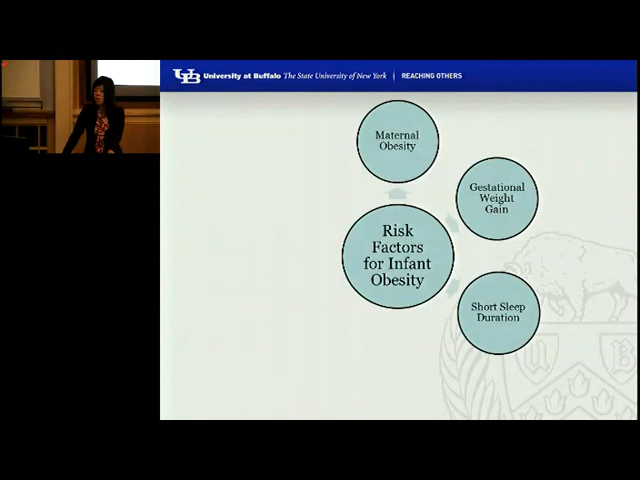 UB University at Buffalo The State University of New York | REACHING OTHERS
Maternal
Obesity
Gestational
Weight
Gain
Risk
Factors
for Infant
Obesity
Short Sleep
Duration
U B